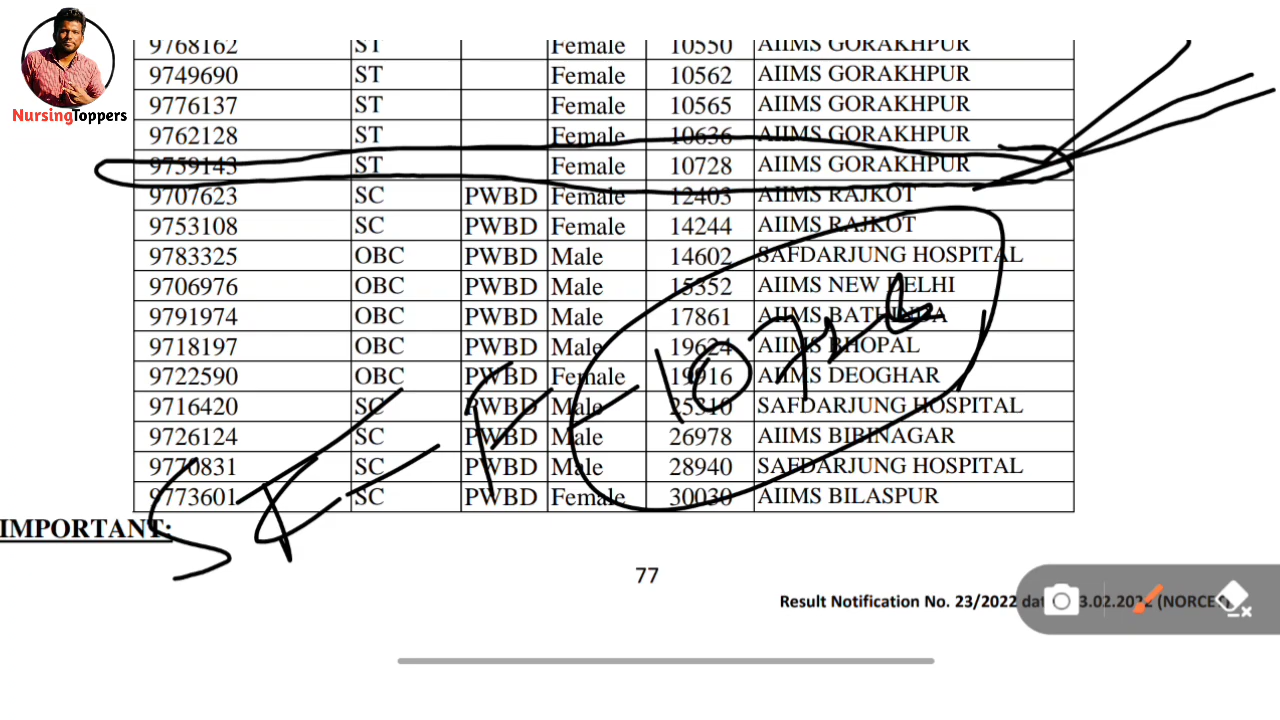 NursingToppers
9768162 ST Female 10550 AIIMS GORAKHPUR
9749690 ST Female 10562 AIIMS GORAKHPUR
9776137 ST Female 10565 AIIMS GORAKHPUR
9762128 ST Female 10636 AIIMS GORAKHPUR
9759143 ST Female 10728 AIIMS GORAKHPUR
9707623 SC PWBD Female 12403 AIIMS RAJKOT
9753108 SC PWBD Female 14244 AIIMS RAJKOT
9783325 OBC PWBD Male 14602 SAFDARJUNG HOSPITAL
9706976 OBC PWBD Male 15352 AIIMS NEW DELHI
9791974 OBC PWBD Male 17861 AIIMS BATHINDA
9718197 OBC PWBD Male 19624 AIIMS BHOPAL
9722590 OBC PWBD Female 19916 AIIMS DEOGHAR
9716420 SC PWBD Male 25310 SAFDARJUNG HOSPITAL
9726124 SC PWBD Male 26978 AIIMS BIBINAGAR
9770831 SC PWBD Male 28940 SAFDARJUNG HOSPITAL
9773601 SC PWBD Female 30030 AIIMS BILASPUR
10728
IMPORTANT:
77
Result Notification No. 23/2022 (NORCET)